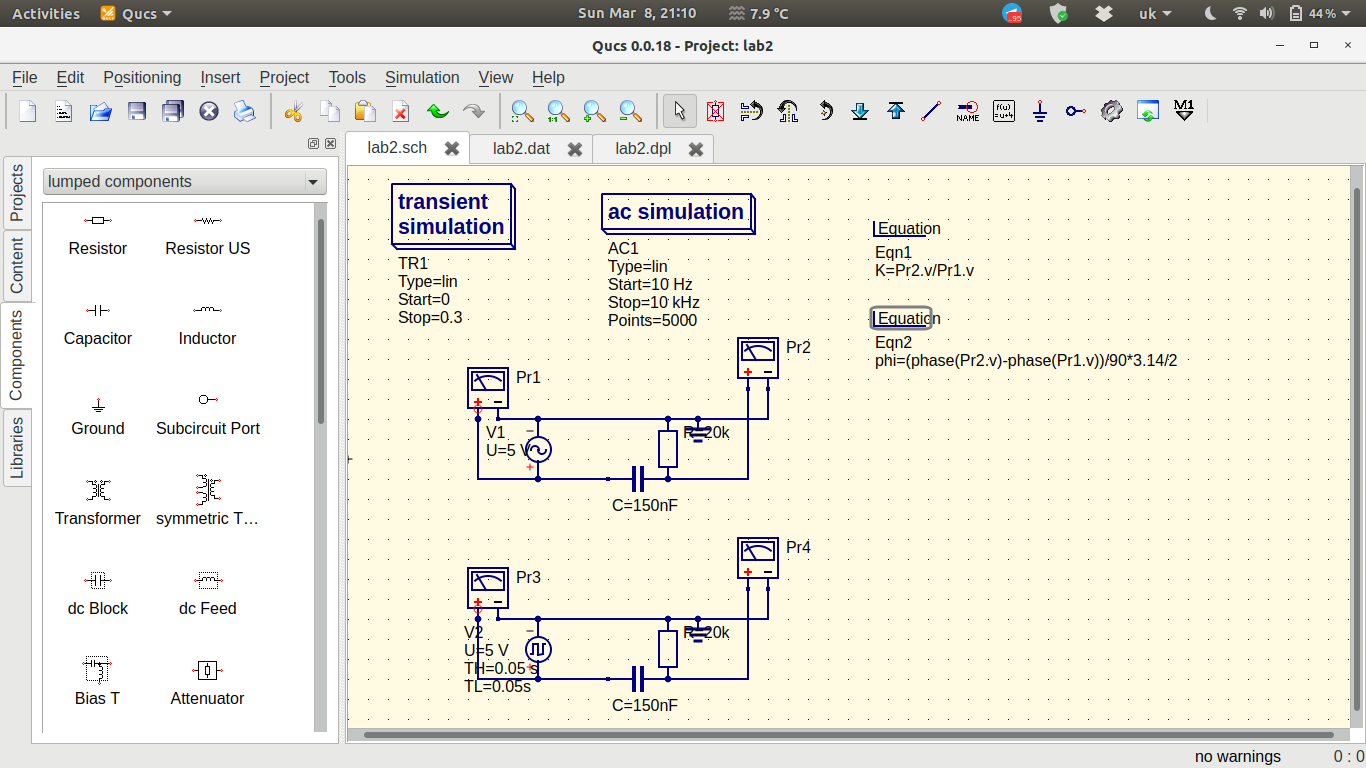 Activities
Qucs
Sun Mar 8, 21:10
7.9 °C
95
uk
44%
Qucs 0.0.18 - Project: lab2
File Edit Positioning Insert Project Tools Simulation View Help
1:1
NAME
f(u)
=u+4
M1
lab2.sch
lab2.dat
lab2.dpl
Projects
Content
Components
Libraries
lumped components
Resistor
Resistor US
Capacitor
Inductor
Ground
Subcircuit Port
Transformer
symmetric T…
dc Block
dc Feed
Bias T
Attenuator
transient
simulation
TR1
Type=lin
Start=0
Stop=0.3
ac simulation
AC1
Type=lin
Start=10 Hz
Stop=10 kHz
Points=5000
Equation
Eqn1
K=Pr2.v/Pr1.v
Equation
Eqn2
phi=(phase(Pr2.v)-phase(Pr1.v))/90*3.14/2
Pr1
Pr2
V1
U=5 V
R=20k
C=150nF
Pr3
Pr4
V2
U=5 V
TH=0.05 s
TL=0.05s
R=20k
C=150nF
no warnings
0 : 0